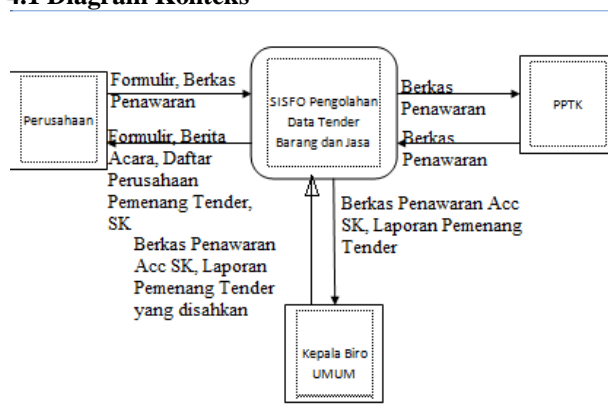 4.1 Diagram Konteks
Perusahaan
Formulir, Berkas
Penawaran
Formulir, Berita
Acara, Daftar
Perusahaan
Pemenang Tender,
SK
SISFO Pengolahan
Data Tender
Barang dan Jasa
Berkas
Penawaran
Berkas
Penawaran
PPTK
Berkas Penawaran
Acc SK, Laporan
Pemenang Tender
yang disahkan
Berkas Penawaran Acc
SK, Laporan Pemenang
Tender
Kepala Biro
UMUM